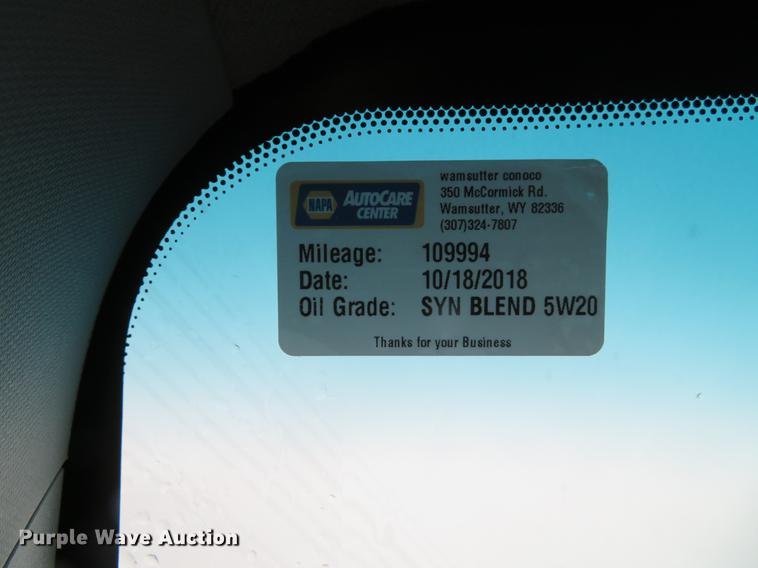 wamsutter conoco
350 McCormick Rd.
Wamsutter, WY 82336
(307)324-7807
NAPA AUTOCARE
CENTER
Mileage: 109994
Date: 10/18/2018
Oil Grade: SYN BLEND 5W20
Thanks for your Business
Purple Wave Auction